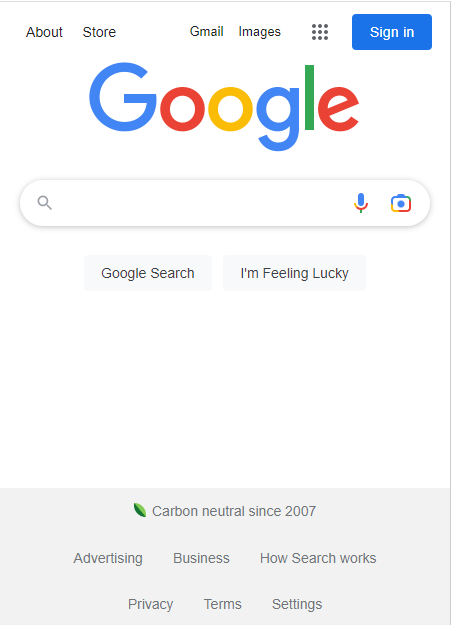 About Store Gmail Images Sign in
Google
Google Search I'm Feeling Lucky
Carbon neutral since 2007
Advertising Business How Search works
Privacy Terms Settings